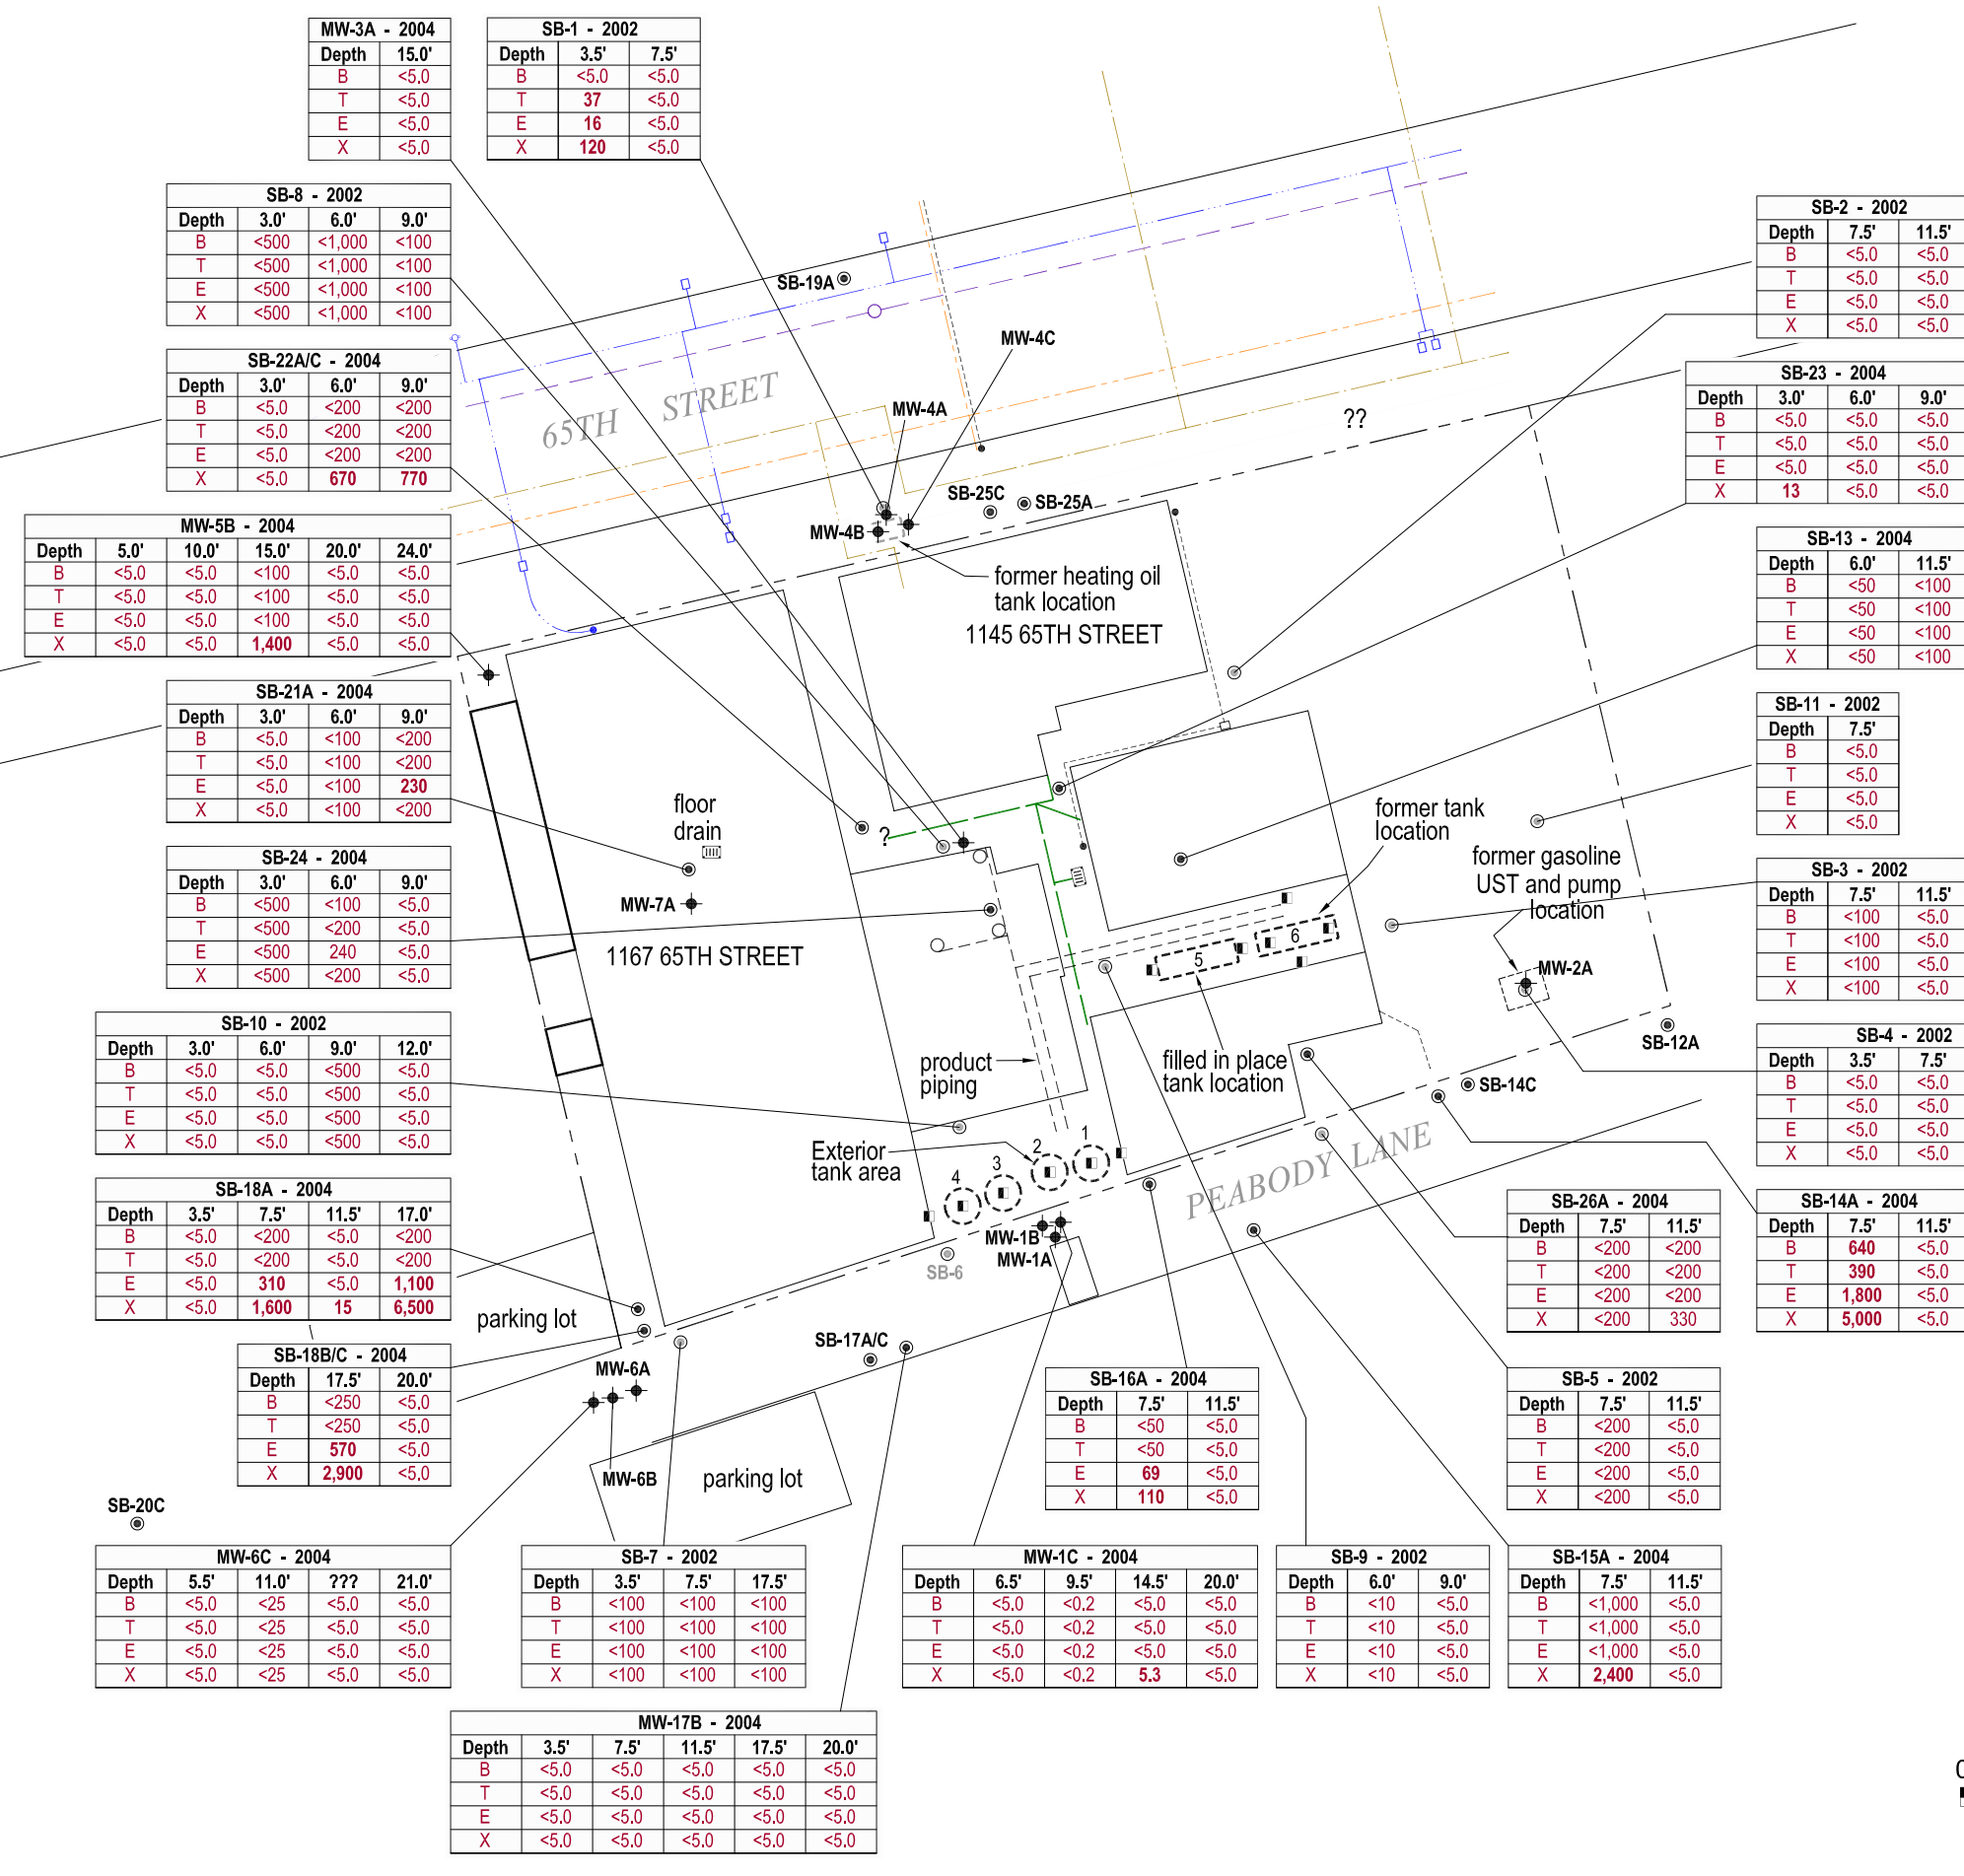 MW-3A - 2004
Depth 15.0'
B <5.0
T <5.0
E <5.0
X <5.0
SB-1 - 2002
Depth 3.5' 7.5'
B <5.0 <5.0
T 37 <5.0
E 16 <5.0
X 120 <5.0
SB-8 - 2002
Depth 3.0' 6.0' 9.0'
B <500 <1,000 <100
T <500 <1,000 <100
E <500 <1,000 <100
X <500 <1,000 <100
SB-2 - 2002
Depth 7.5' 11.5'
B <5.0 <5.0
T <5.0 <5.0
E <5.0 <5.0
X <5.0 <5.0
SB-22A/C - 2004
Depth 3.0' 6.0' 9.0'
B <5.0 <200 <200
T <5.0 <200 <200
E <5.0 <200 <200
X <5.0 670 770
SB-23 - 2004
Depth 3.0' 6.0' 9.0'
B <5.0 <5.0 <5.0
T <5.0 <5.0 <5.0
E <5.0 <5.0 <5.0
X 13 <5.0 <5.0
MW-5B - 2004
Depth 5.0' 10.0' 15.0' 20.0' 24.0'
B <5.0 <5.0 <100 <5.0 <5.0
T <5.0 <5.0 <100 <5.0 <5.0
E <5.0 <5.0 <100 <5.0 <5.0
X <5.0 <5.0 1,400 <5.0 <5.0
SB-13 - 2004
Depth 6.0' 11.5'
B <50 <100
T <50 <100
E <50 <100
X <50 <100
SB-21A - 2004
Depth 3.0' 6.0' 9.0'
B <5.0 <100 <200
T <5.0 <100 <200
E <5.0 <100 230
X <5.0 <100 <200
SB-11 - 2002
Depth 7.5'
B <5.0
T <5.0
E <5.0
X <5.0
SB-24 - 2004
Depth 3.0' 6.0' 9.0'
B <500 <100 <5.0
T <500 <200 <5.0
E <500 240 <5.0
X <500 <200 <5.0
SB-3 - 2002
Depth 7.5' 11.5'
B <100 <5.0
T <100 <5.0
E <100 <5.0
X <100 <5.0
SB-10 - 2002
Depth 3.0' 6.0' 9.0' 12.0'
B <5.0 <5.0 <500 <5.0
T <5.0 <5.0 <500 <5.0
E <5.0 <5.0 <500 <5.0
X <5.0 <5.0 <500 <5.0
SB-4 - 2002
Depth 3.5' 7.5'
B <5.0 <5.0
T <5.0 <5.0
E <5.0 <5.0
X <5.0 <5.0
SB-18A - 2004
Depth 3.5' 7.5' 11.5' 17.0'
B <5.0 <200 <5.0 <200
T <5.0 <200 <5.0 <200
E <5.0 310 <5.0 1,100
X <5.0 1,600 15 6,500
SB-26A - 2004
Depth 7.5' 11.5'
B <200 <200
T <200 <200
E <200 <200
X <200 330
SB-14A - 2004
Depth 7.5' 11.5'
B 640 <5.0
T 390 <5.0
E 1,800 <5.0
X 5,000 <5.0
SB-18B/C - 2004
Depth 17.5' 20.0'
B <250 <5.0
T <250 <5.0
E 570 <5.0
X 2,900 <5.0
SB-16A - 2004
Depth 7.5' 11.5'
B <50 <5.0
T <50 <5.0
E 69 <5.0
X 110 <5.0
SB-5 - 2002
Depth 7.5' 11.5'
B <200 <5.0
T <200 <5.0
E <200 <5.0
X <200 <5.0
MW-6C - 2004
Depth 5.5' 11.0' ??? 21.0'
B <5.0 <25 <5.0 <5.0
T <5.0 <25 <5.0 <5.0
E <5.0 <25 <5.0 <5.0
X <5.0 <25 <5.0 <5.0
SB-7 - 2002
Depth 3.5' 7.5' 17.5'
B <100 <100 <100
T <100 <100 <100
E <100 <100 <100
X <100 <100 <100
MW-1C - 2004
Depth 6.5' 9.5' 14.5' 20.0'
B <5.0 <0.2 <5.0 <5.0
T <5.0 <0.2 <5.0 <5.0
E <5.0 <0.2 <5.0 <5.0
X <5.0 <0.2 5.3 <5.0
SB-9 - 2002
Depth 6.0' 9.0'
B <10 <5.0
T <10 <5.0
E <10 <5.0
X <10 <5.0
SB-15A - 2004
Depth 7.5' 11.5'
B <1,000 <5.0
T <1,000 <5.0
E <1,000 <5.0
X 2,400 <5.0
MW-17B - 2004
Depth 3.5' 7.5' 11.5' 17.5' 20.0'
B <5.0 <5.0 <5.0 <5.0 <5.0
T <5.0 <5.0 <5.0 <5.0 <5.0
E <5.0 <5.0 <5.0 <5.0 <5.0
X <5.0 <5.0 <5.0 <5.0 <5.0
SB-19A
MW-4C
65TH STREET
MW-4A
??
SB-25C
SB-25A
MW-4B
former heating oil
tank location
1145 65TH STREET
floor
drain
?
former tank
location
former gasoline
UST and pump
location
MW-7A
1167 65TH STREET
6
5
MW-2A
SB-12A
product
piping
filled in place
tank location
SB-14C
Exterior
tank area
1
2
3
4
PEABODY LANE
MW-1B
MW-1A
SB-6
parking lot
SB-17A/C
MW-6A
MW-6B
parking lot
SB-20C
0